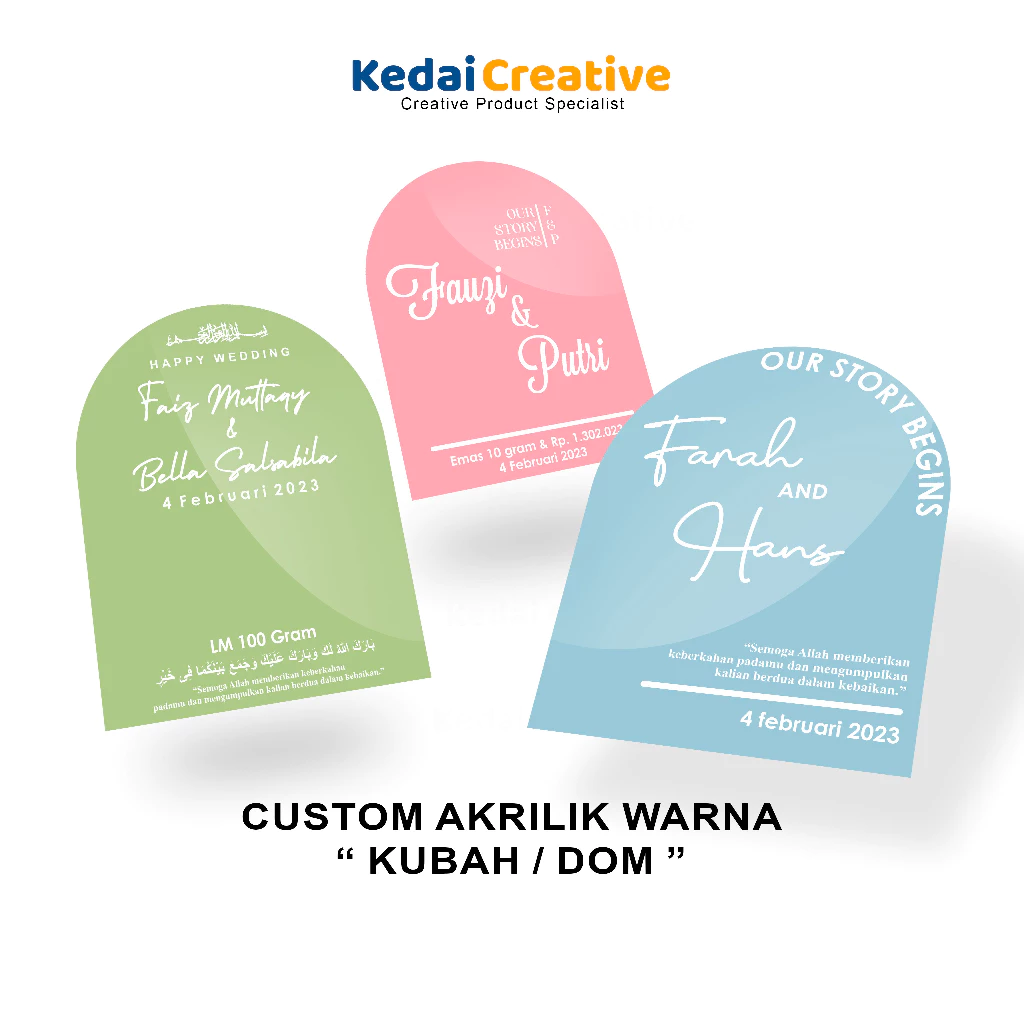 Kedai Creative
Creative Product Specialist
OUR
STORY
BEGINS
F
&
P
Fauzi
&
Putri
Emas 10 gram & Rp. 1.302.023
4 Februari 2023
HAPPY WEDDING
Faiz Muttaqy
&
Bella Salsabila
4 Februari 2023
LM 100 Gram
بَارَكَ اللهُ لَكَ وَبَارَكَ عَلَيْكَ وَجَمَعَ بَيْنَكُمَا فِى خَيْرٍ
“Semoga Allah memberikan keberkahan
padamu dan mengumpulkan kalian berdua dalam kebaikan.”
OUR STORY BEGINS
Farah
AND
Hans
“Semoga Allah memberikan
keberkahan padamu dan mengumpulkan
kalian berdua dalam kebaikan.”
4 februari 2023
CUSTOM AKRILIK WARNA
“ KUBAH / DOM ”